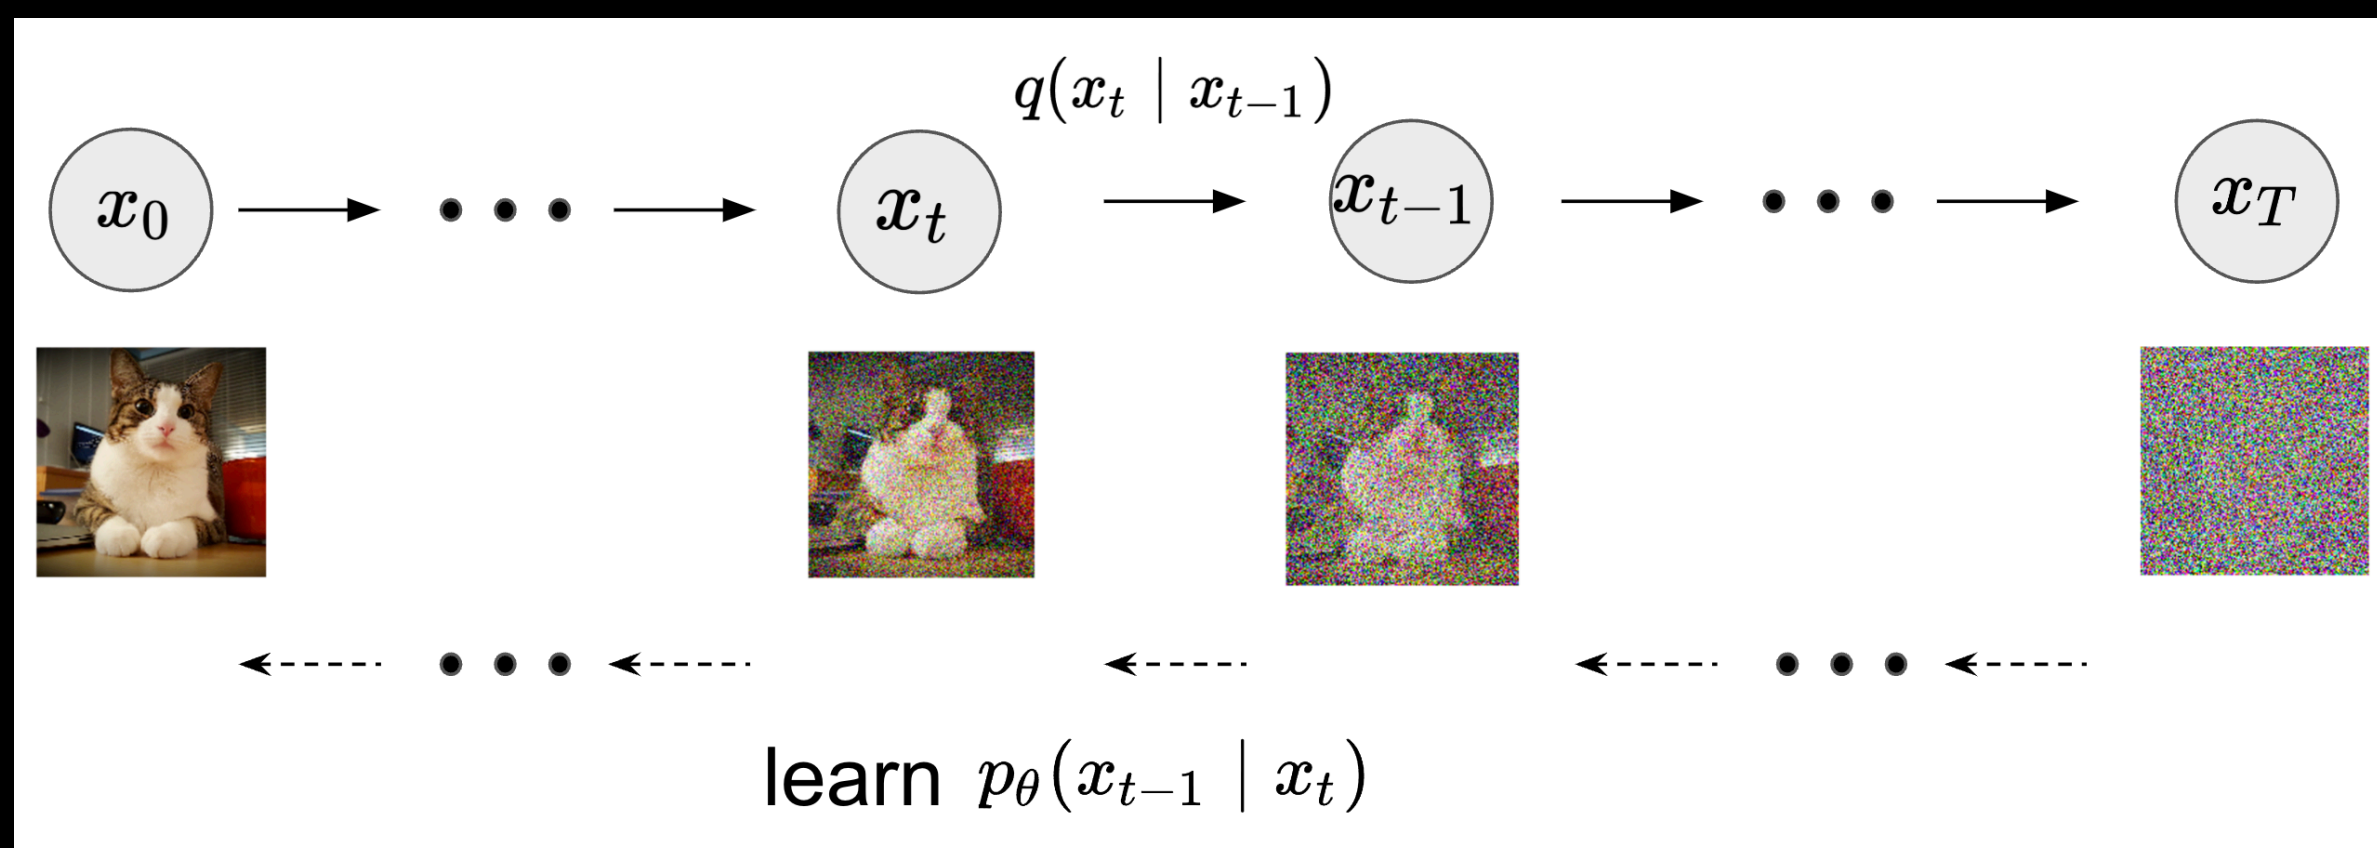 q(x_t | x_{t−1})
x_0
x_t
x_{t−1}
x_T
learn p_θ(x_{t−1} | x_t)